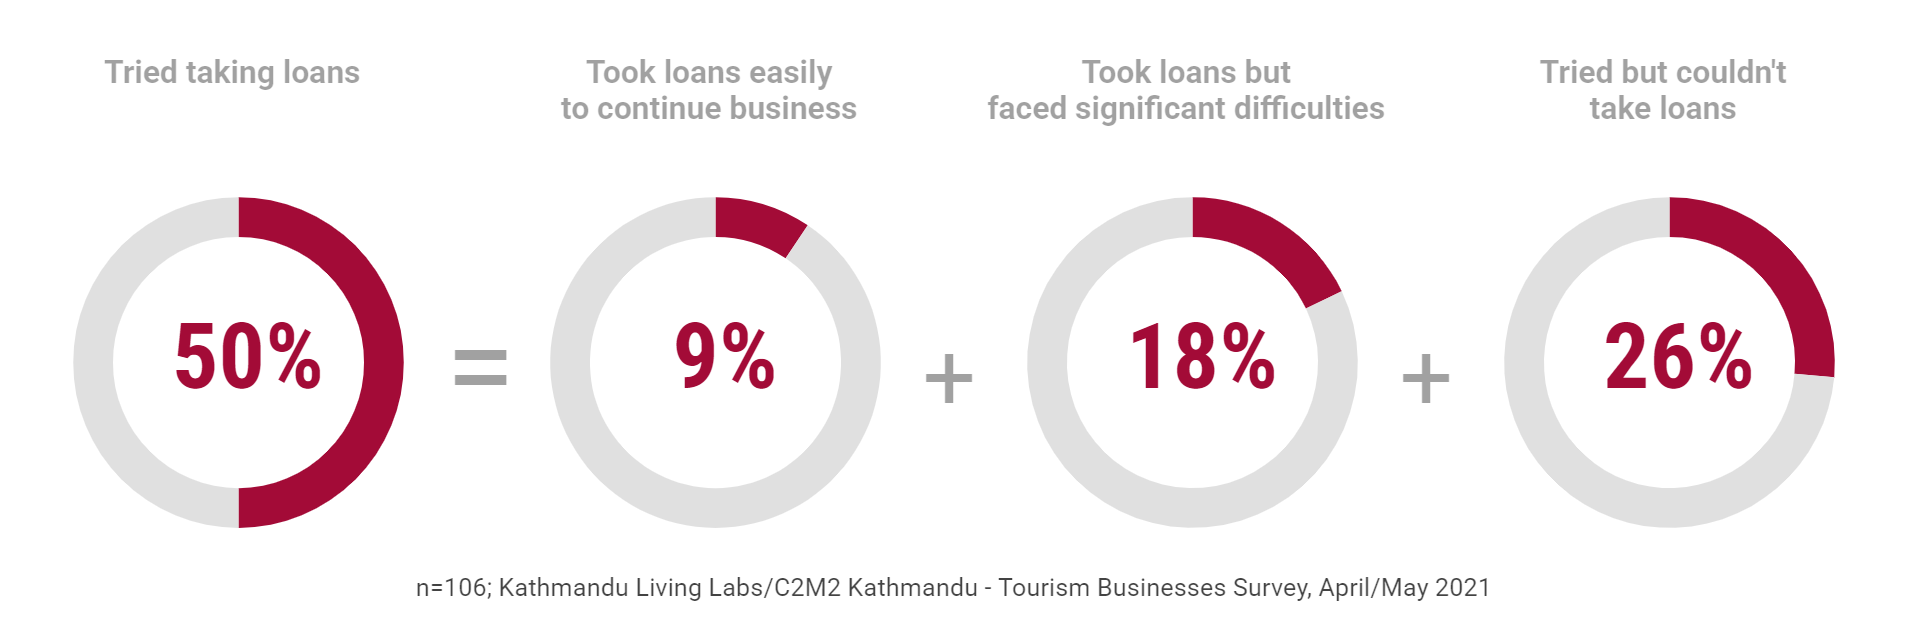 Tried taking loans
Took loans easily
to continue business
Took loans but
faced significant difficulties
Tried but couldn't
take loans
50%
=
9%
+
18%
+
26%
n=106; Kathmandu Living Labs/C2M2 Kathmandu - Tourism Businesses Survey, April/May 2021